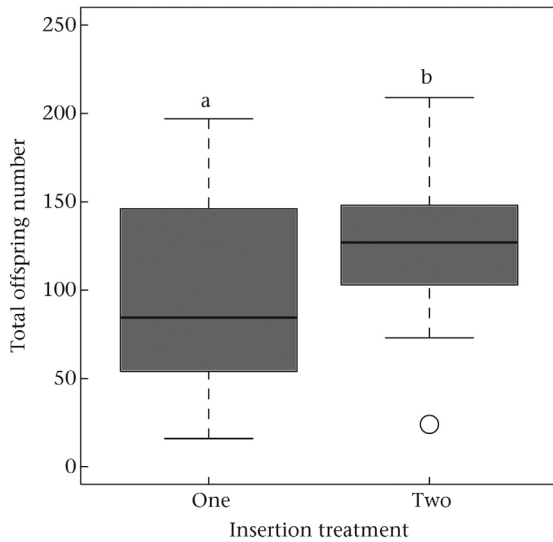 Total offspring number
250
200
150
100
50
0
a
b
One
Two
Insertion treatment